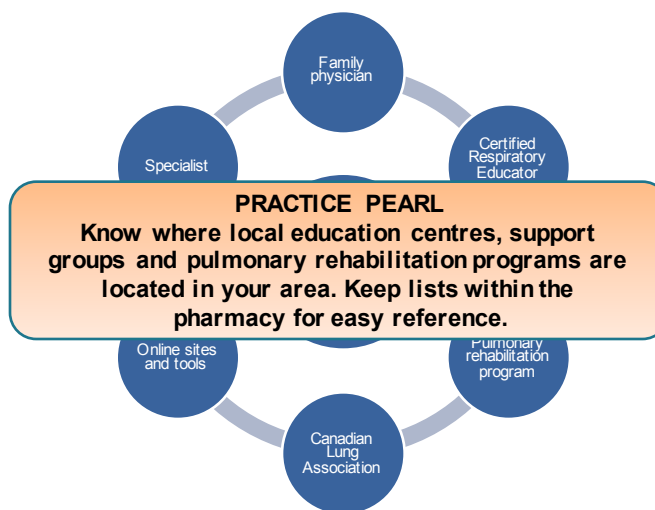 Family
physician
Specialist
Certified
Respiratory
Educator
PRACTICE PEARL
Know where local education centres, support
groups and pulmonary rehabilitation programs are
located in your area. Keep lists within the
pharmacy for easy reference.
Online sites
and tools
Pulmonary
rehabilitation
program
Canadian
Lung
Association